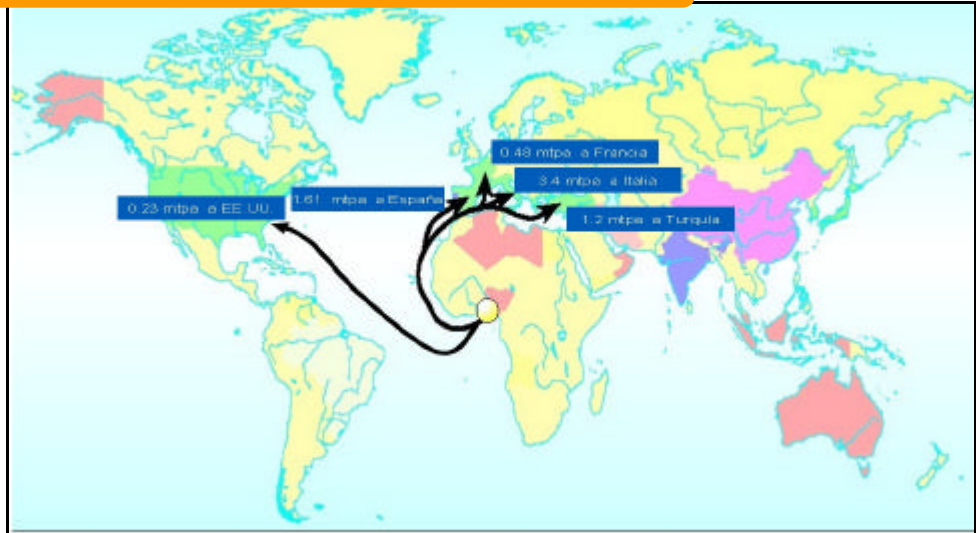 0.48 mtpa a Francia
3.4 mtpa a Italia
1.61 mtpa a España
0.23 mtpa a EE.UU.
1.2 mtpa a Turquía